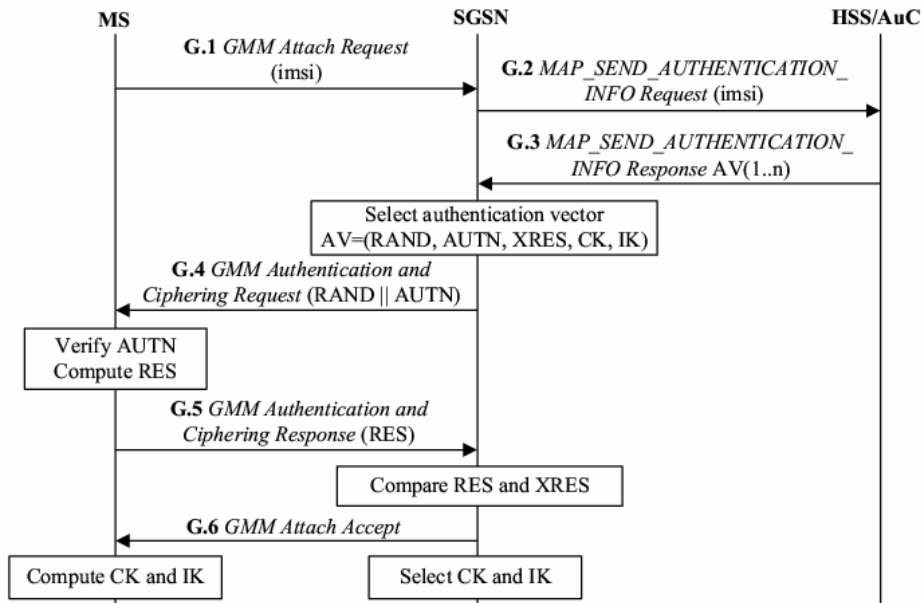 MS
SGSN
HSS/AuC
G.1 GMM Attach Request
(imsi)
G.2 MAP_SEND_AUTHENTICATION_
INFO Request (imsi)
G.3 MAP_SEND_AUTHENTICATION_
INFO Response AV(1..n)
Select authentication vector
AV=(RAND, AUTN, XRES, CK, IK)
G.4 GMM Authentication and
Ciphering Request (RAND || AUTN)
Verify AUTN
Compute RES
G.5 GMM Authentication and
Ciphering Response (RES)
Compare RES and XRES
G.6 GMM Attach Accept
Compute CK and IK
Select CK and IK